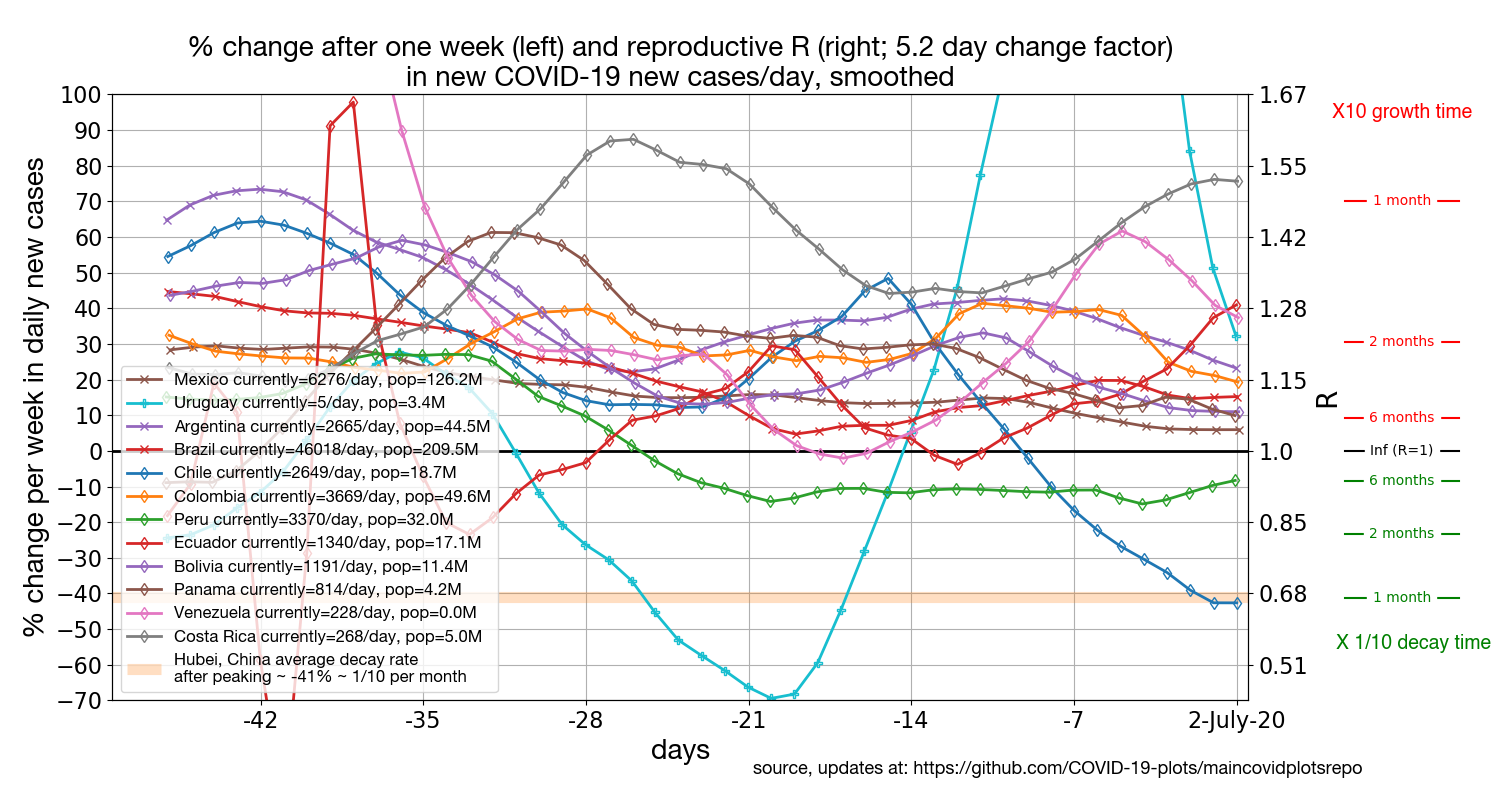 % change after one week (left) and reproductive R (right; 5.2 day change factor)
in new COVID-19 new cases/day, smoothed
% change per week in daily new cases
100
90
80
70
60
50
40
30
20
10
0
−10
−20
−30
−40
−50
−60
−70
Mexico currently=6276/day, pop=126.2M
Uruguay currently=5/day, pop=3.4M
Argentina currently=2665/day, pop=44.5M
Brazil currently=46018/day, pop=209.5M
Chile currently=2649/day, pop=18.7M
Colombia currently=3669/day, pop=49.6M
Peru currently=3370/day, pop=32.0M
Ecuador currently=1340/day, pop=17.1M
Bolivia currently=1191/day, pop=11.4M
Panama currently=814/day, pop=4.2M
Venezuela currently=228/day, pop=0.0M
Costa Rica currently=268/day, pop=5.0M
Hubei, China average decay rate
after peaking ~ -41% ~ 1/10 per month
-42
-35
-28
-21
-14
-7
2-July-20
days
1.67
1.55
1.42
1.28
1.15
1.0
0.85
0.68
0.51
R
X10 growth time
1 month
2 months
6 months
Inf (R=1)
6 months
2 months
1 month
X 1/10 decay time
source, updates at: https://github.com/COVID-19-plots/maincovidplotsrepo